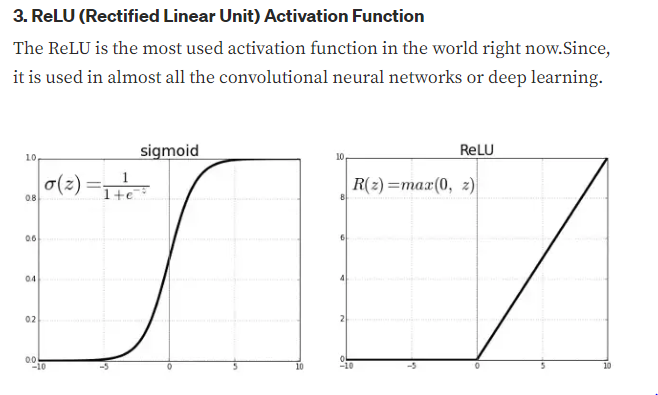 3. ReLU (Rectified Linear Unit) Activation Function
The ReLU is the most used activation function in the world right now.Since,
it is used in almost all the convolutional neural networks or deep learning.
sigmoid
σ(z) = 1/(1+e^-z)
1.0
0.8
0.6
0.4
0.2
0.0
-10 -5 0 5 10
ReLU
R(z) = max(0, z)
10
8
6
4
2
0
-10 -5 0 5 10